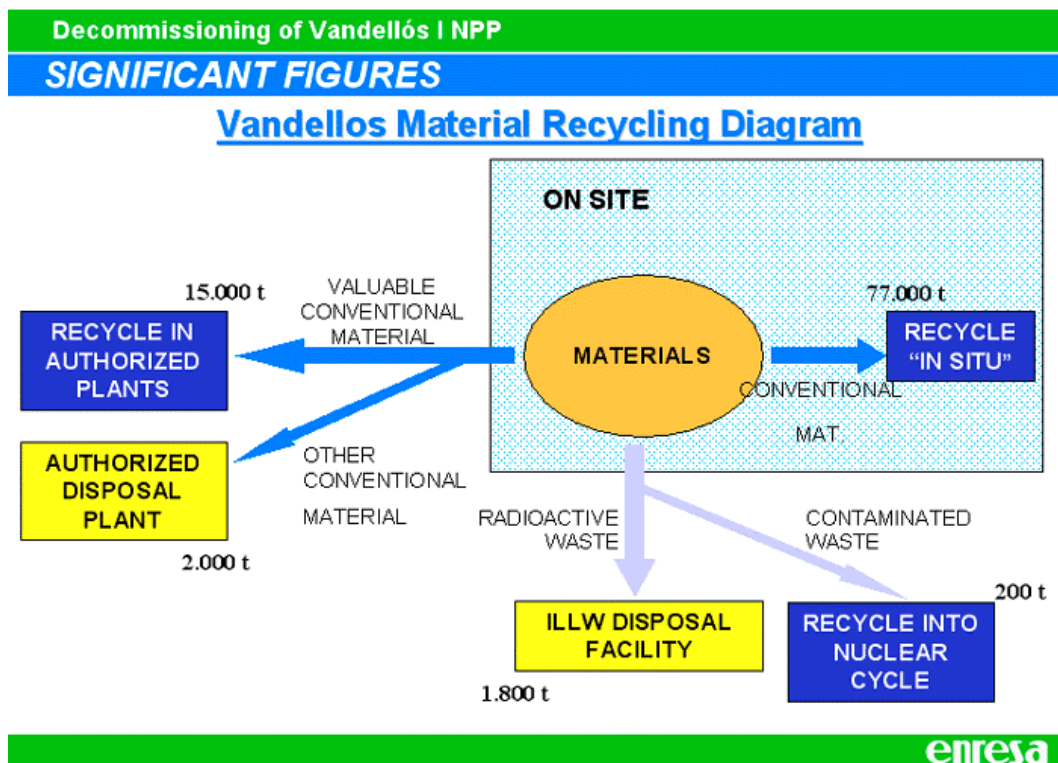 Decommissioning of Vandellós I NPP
SIGNIFICANT FIGURES
Vandellos Material Recycling Diagram
ON SITE
15.000 t
VALUABLE
CONVENTIONAL
MATERIAL
77.000 t
RECYCLE IN
AUTHORIZED
PLANTS
MATERIALS
RECYCLE
“IN SITU”
CONVENTIONAL
MAT.
AUTHORIZED
DISPOSAL
PLANT
2.000 t
OTHER
CONVENTIONAL
MATERIAL
RADIOACTIVE
WASTE
CONTAMINATED
WASTE
200 t
ILLW DISPOSAL
FACILITY
1.800 t
RECYCLE INTO
NUCLEAR
CYCLE
enresa